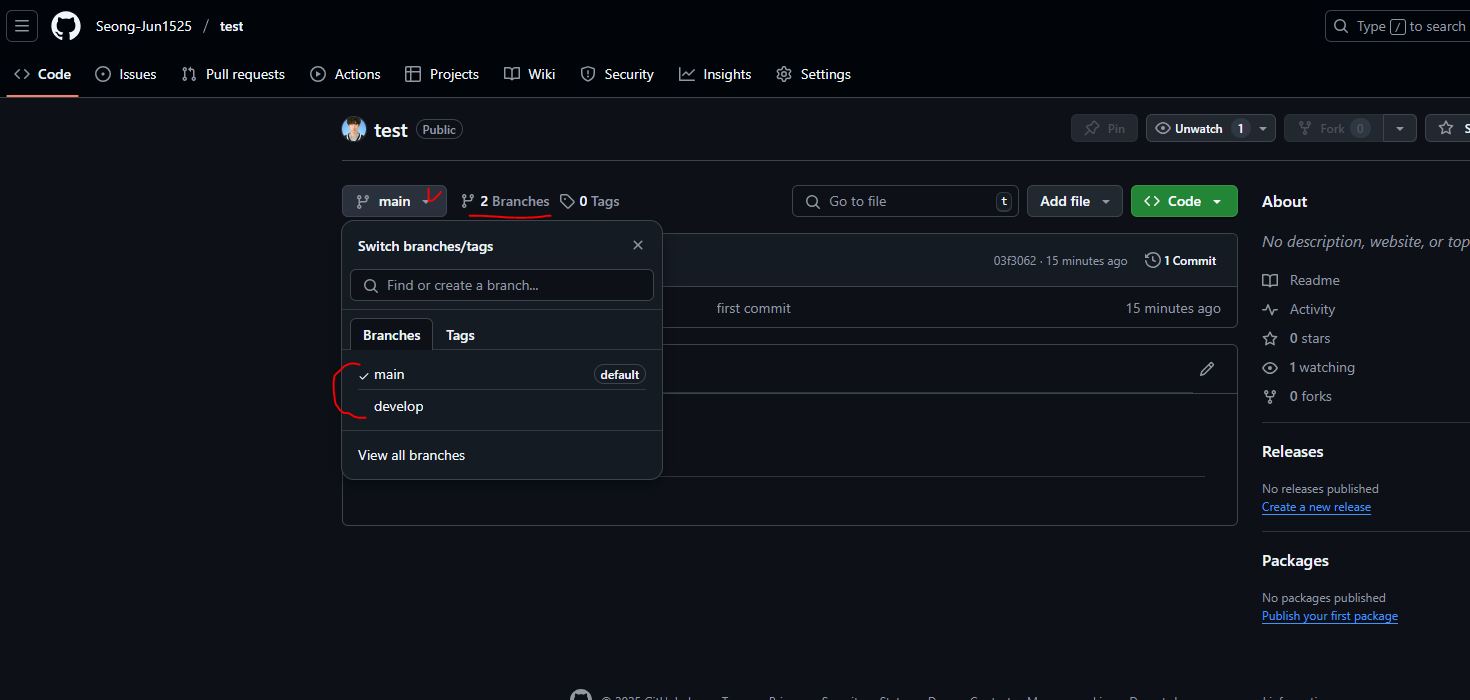 Seong-Jun1525 / test
Type / to search
Code Issues Pull requests Actions Projects Wiki Security Insights Settings
test Public
Pin Unwatch 1 Fork 0
main 2 Branches 0 Tags
Go to file t Add file Code
About
Switch branches/tags
No description, website, or top
Find or create a branch...
03f3062 · 15 minutes ago 1 Commit
Readme
first commit 15 minutes ago
Activity
Branches Tags
0 stars
main default
1 watching
develop
0 forks
View all branches
Releases
No releases published
Create a new release
Packages
No packages published
Publish your first package